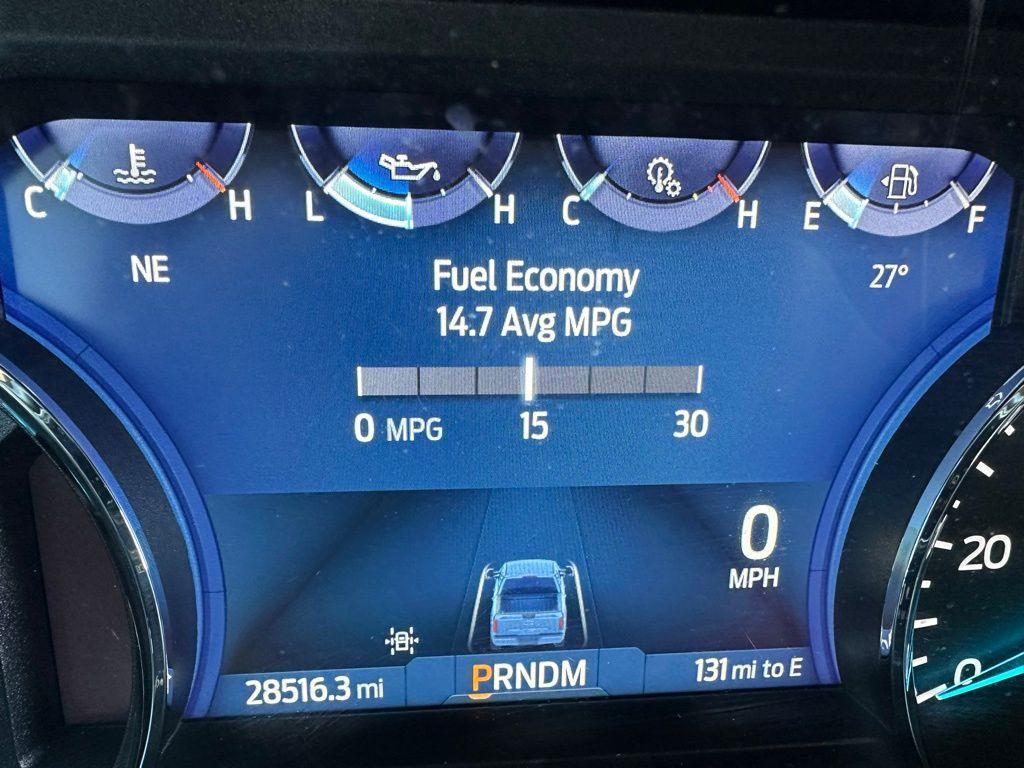 C H L H C H E F
NE
27°
Fuel Economy
14.7 Avg MPG
0 MPG 15 30
0
MPH
20
0
28516.3 mi
PRNDM
131 mi to E